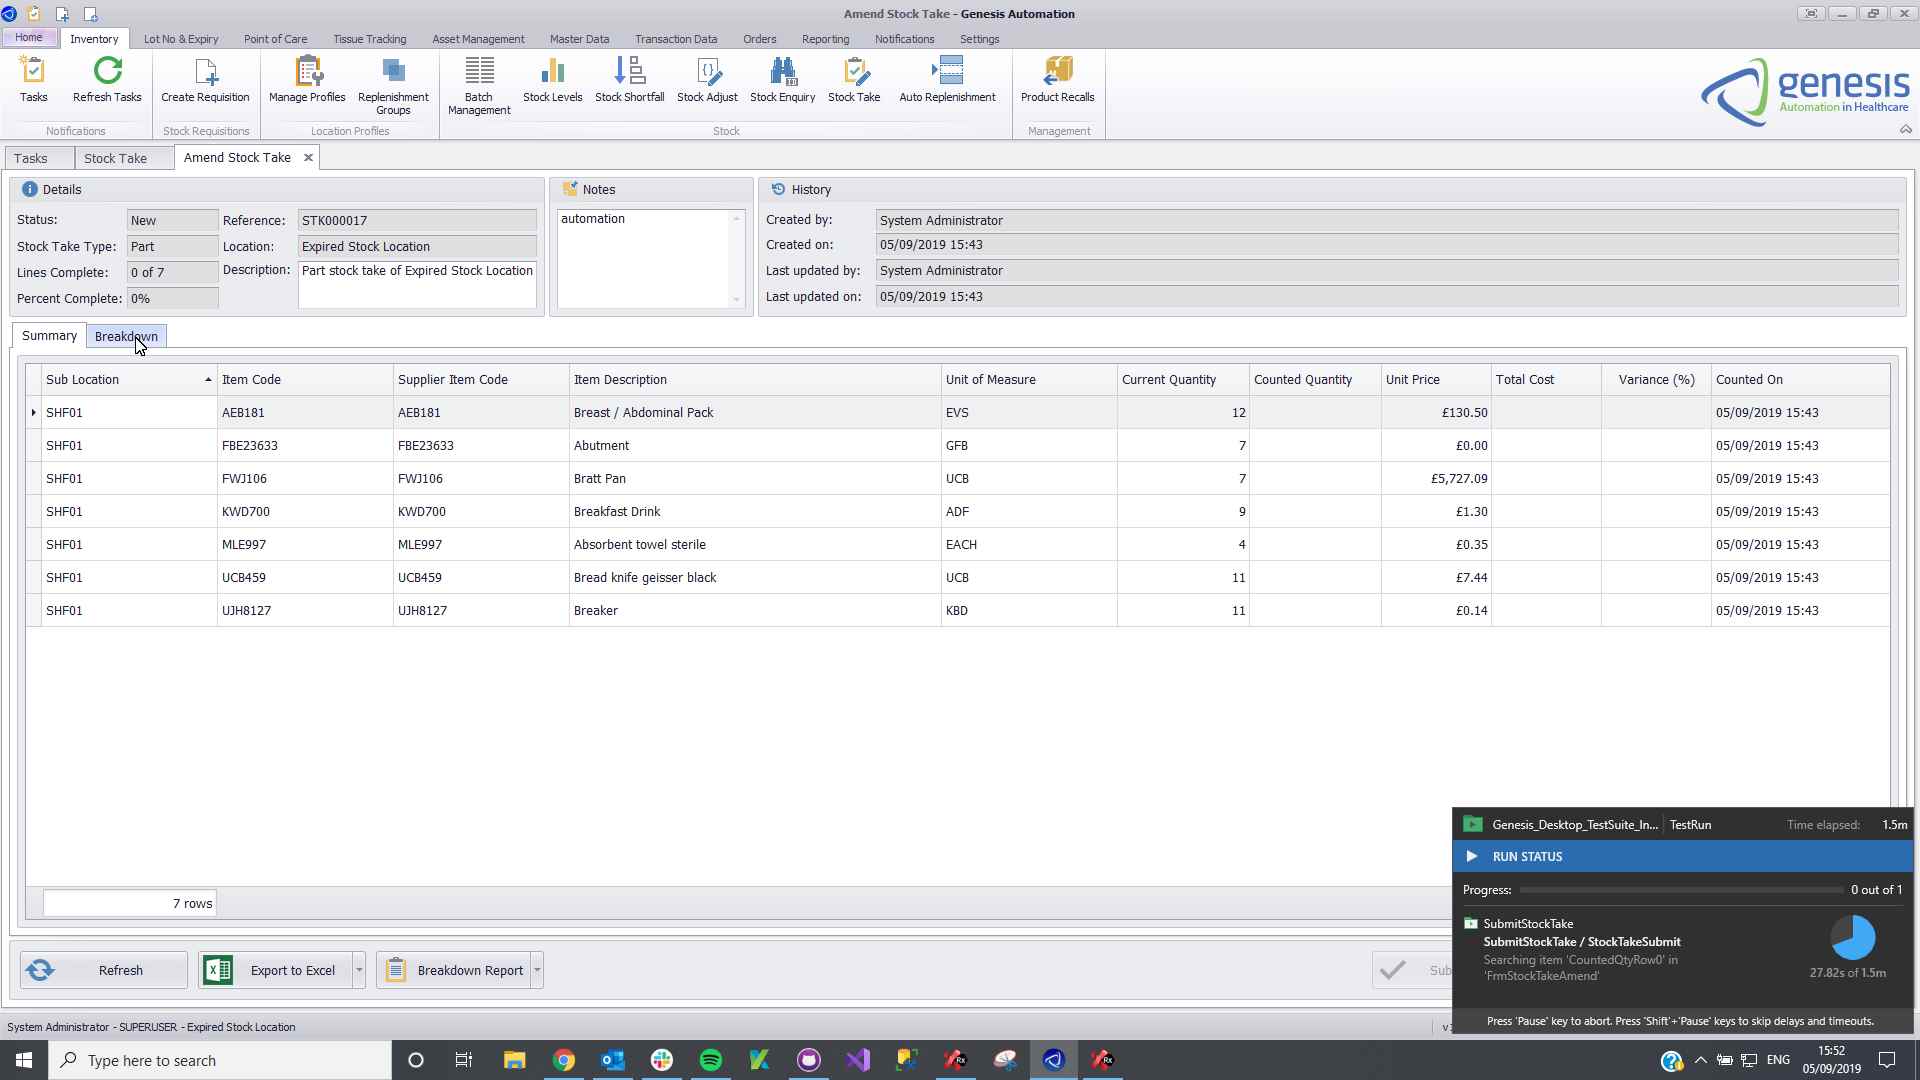 Amend Stock Take - Genesis Automation
Home Inventory Lot No & Expiry Point of Care Tissue Tracking Asset Management Master Data Transaction Data Orders Reporting Notifications Settings
Tasks Refresh Tasks Create Requisition Manage Profiles Replenishment Groups Batch Management Stock Levels Stock Shortfall Stock Adjust Stock Enquiry Stock Take Auto Replenishment Product Recalls
Notifications Stock Requisitions Location Profiles Stock Management
genesis
Automation in Healthcare
Tasks Stock Take Amend Stock Take
Details Notes History
Status: New Reference: STK000017 automation Created by: System Administrator
Stock Take Type: Part Location: Expired Stock Location Created on: 05/09/2019 15:43
Lines Complete: 0 of 7 Description: Part stock take of Expired Stock Location Last updated by: System Administrator
Percent Complete: 0% Last updated on: 05/09/2019 15:43
Summary Breakdown
Sub Location Item Code Supplier Item Code Item Description Unit of Measure Current Quantity Counted Quantity Unit Price Total Cost Variance (%) Counted On
SHF01 AEB181 AEB181 Breast / Abdominal Pack EVS 12 £130.50 05/09/2019 15:43
SHF01 FBE23633 FBE23633 Abutment GFB 7 £0.00 05/09/2019 15:43
SHF01 FWJ106 FWJ106 Bratt Pan UCB 7 £5,727.09 05/09/2019 15:43
SHF01 KWD700 KWD700 Breakfast Drink ADF 9 £1.30 05/09/2019 15:43
SHF01 MLE997 MLE997 Absorbent towel sterile EACH 4 £0.35 05/09/2019 15:43
SHF01 UCB459 UCB459 Bread knife geisser black UCB 11 £7.44 05/09/2019 15:43
SHF01 UJH8127 UJH8127 Breaker KBD 11 £0.14 05/09/2019 15:43
7 rows
Refresh Export to Excel Breakdown Report Sub
Genesis_Desktop_TestSuite_In... TestRun Time elapsed: 1.5m
RUN STATUS
Progress: 0 out of 1
SubmitStockTake
SubmitStockTake / StockTakeSubmit
Searching item 'CountedQtyRow0' in
'FrmStockTakeAmend'
27.82s of 1.5m
Press 'Pause' key to abort. Press 'Shift'+'Pause' keys to skip delays and timeouts.
System Administrator - SUPERUSER - Expired Stock Location
Type here to search
ENG
15:52
05/09/2019